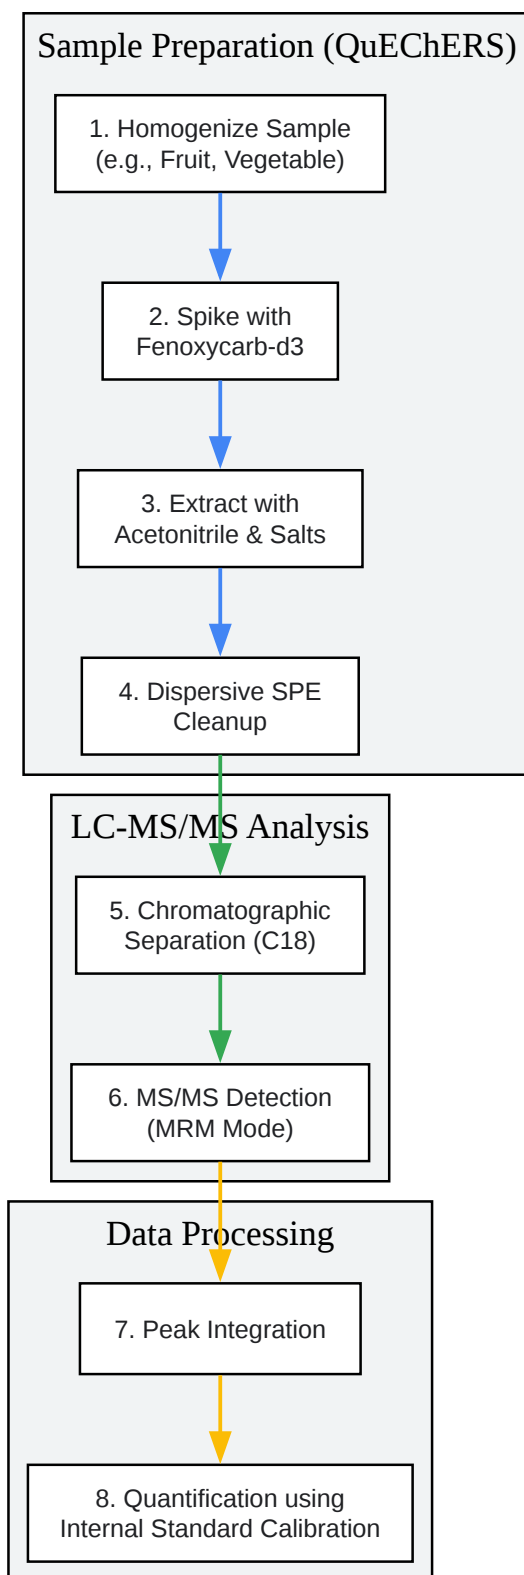 Sample Preparation (QuEChERS)
1. Homogenize Sample
(e.g., Fruit, Vegetable)
2. Spike with
Fenoxycarb-d3
3. Extract with
Acetonitrile & Salts
4. Dispersive SPE
Cleanup
LC-MS/MS Analysis
5. Chromatographic
Separation (C18)
6. MS/MS Detection
(MRM Mode)
Data Processing
7. Peak Integration
8. Quantification using
Internal Standard Calibration